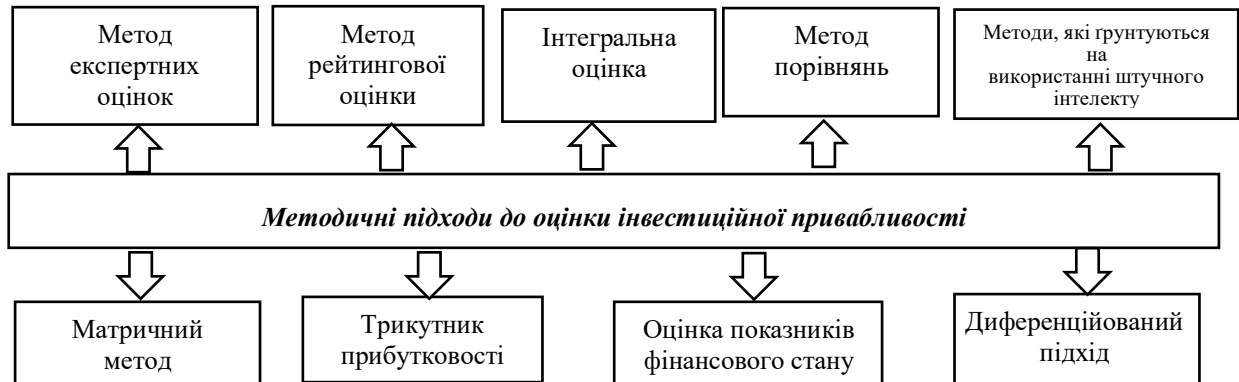 Метод
експертних
оцінок
Метод
рейтингової
оцінки
Інтегральна
оцінка
Метод
порівнянь
Методи, які ґрунтуються
на
використанні штучного
інтелекту
Методичні підходи до оцінки інвестиційної привабливості
Матричний
метод
Трикутник
прибутковості
Оцінка показників
фінансового стану
Диференційований
підхід